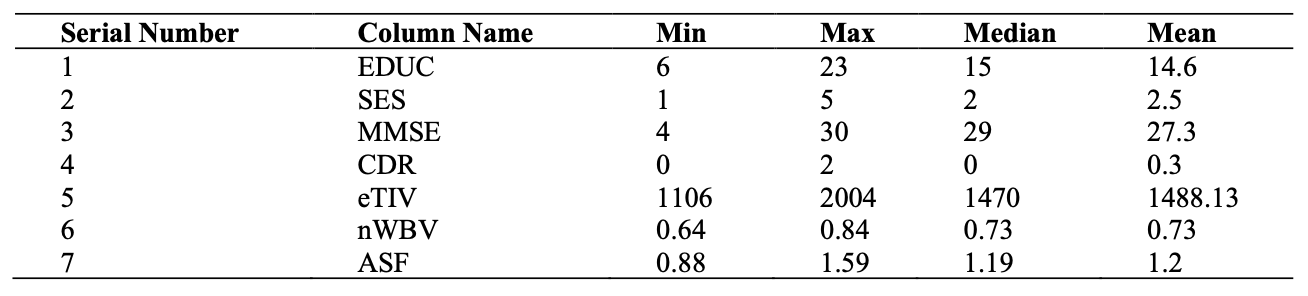 Serial Number Column Name Min Max Median Mean
1 EDUC 6 23 15 14.6
2 SES 1 5 2 2.5
3 MMSE 4 30 29 27.3
4 CDR 0 2 0 0.3
5 eTIV 1106 2004 1470 1488.13
6 nWBV 0.64 0.84 0.73 0.73
7 ASF 0.88 1.59 1.19 1.2